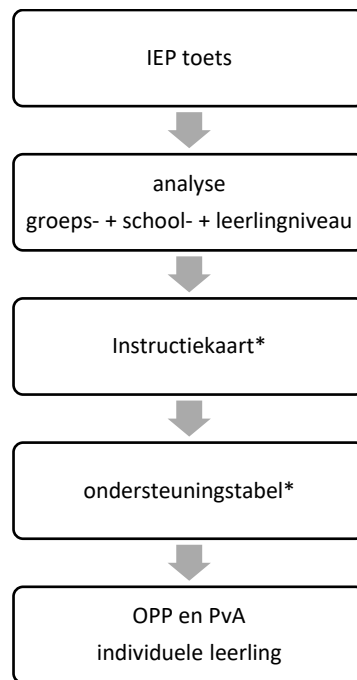 IEP toets
analyse
groeps- + school- + leerlingniveau
Instructiekaart*
ondersteuningstabel*
OPP en PvA
individuele leerling